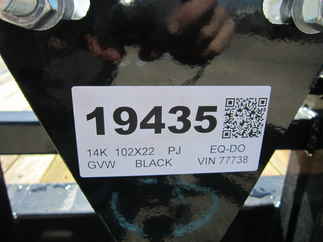 19435
14K 102X22 PJ EQ-DO
GVW BLACK VIN 77738